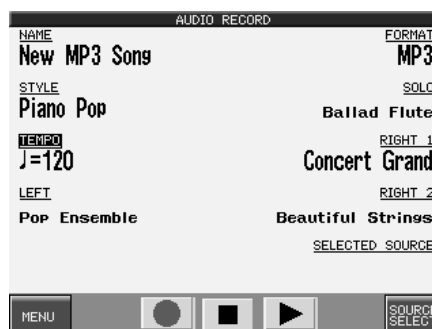 AUDIO RECORD
NAME
New MP3 Song
FORMAT
MP3
STYLE
Piano Pop
SOLO
Ballad Flute
TEMPO
♩=120
RIGHT 1
Concert Grand
LEFT
Pop Ensemble
RIGHT 2
Beautiful Strings
SELECTED SOURCE
MENU
SOURCE
SELECT